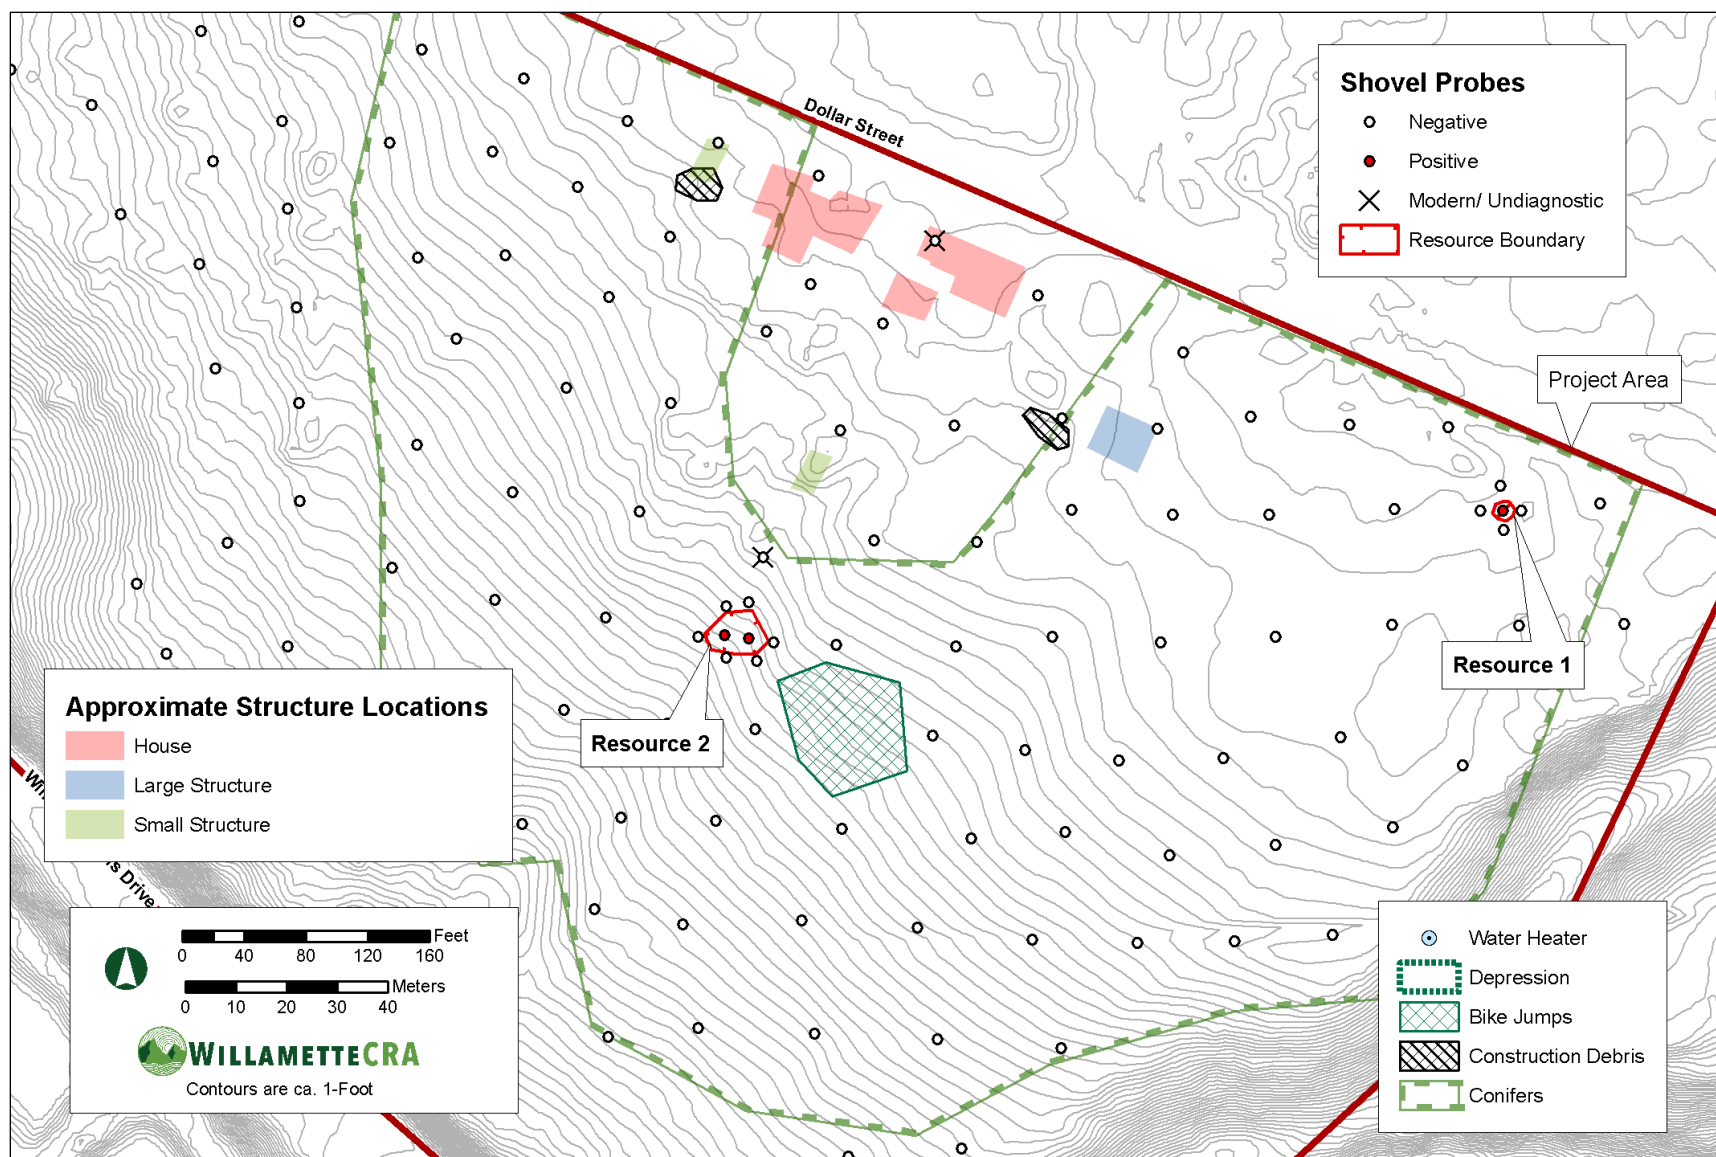 Dollar Street
Shovel Probes
Negative
Positive
Modern/ Undiagnostic
Resource Boundary
Project Area
Resource 1
Resource 2
Approximate Structure Locations
House
Large Structure
Small Structure
Drive
Feet
0 40 80 120 160
Meters
0 10 20 30 40
WILLAMETTECRA
Contours are ca. 1-Foot
Water Heater
Depression
Bike Jumps
Construction Debris
Conifers